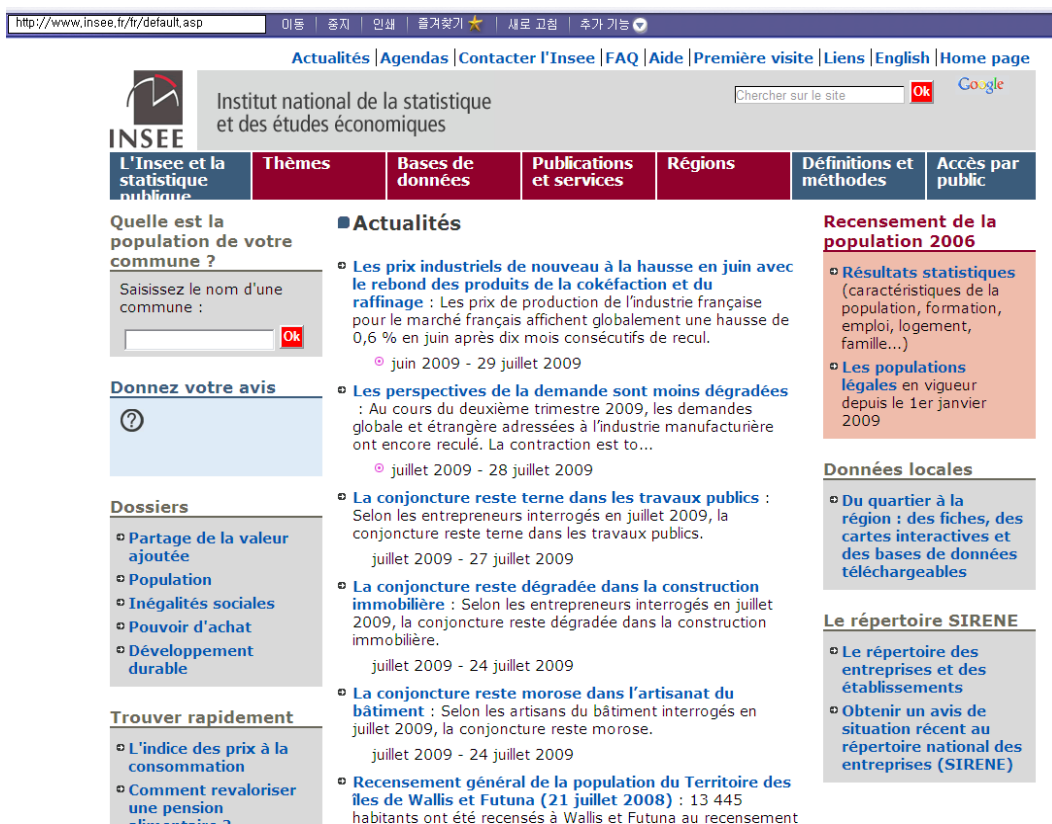 http://www.insee.fr/fr/default.asp
이동 | 중지 | 인쇄 | 즐겨찾기 | 새로 고침 | 추가 기능
Actualités |Agendas |Contacter l'Insee |FAQ |Aide |Première visite |Liens |English |Home page
INSEE
Institut national de la statistique
et des études économiques
Chercher sur le site
Ok
Google
L'Insee et la
statistique
publique
Thèmes
Bases de
données
Publications
et services
Régions
Définitions et
méthodes
Accès par
public
Quelle est la
population de votre
commune ?
Saisissez le nom d'une
commune :
Ok
Donnez votre avis
?
Dossiers
Partage de la valeur
ajoutée
Population
Inégalités sociales
Pouvoir d'achat
Développement
durable
Trouver rapidement
L'indice des prix à la
consommation
Comment revaloriser
une pension
alimentaire ?
Actualités
Les prix industriels de nouveau à la hausse en juin avec
le rebond des produits de la cokéfaction et du
raffinage : Les prix de production de l'industrie française
pour le marché français affichent globalement une hausse de
0,6 % en juin après dix mois consécutifs de recul.
juin 2009 - 29 juillet 2009
Les perspectives de la demande sont moins dégradées
: Au cours du deuxième trimestre 2009, les demandes
globale et étrangère adressées à l'industrie manufacturière
ont encore reculé. La contraction est to...
juillet 2009 - 28 juillet 2009
La conjoncture reste terne dans les travaux publics :
Selon les entrepreneurs interrogés en juillet 2009, la
conjoncture reste terne dans les travaux publics.
juillet 2009 - 27 juillet 2009
La conjoncture reste dégradée dans la construction
immobilière : Selon les entrepreneurs interrogés en juillet
2009, la conjoncture reste dégradée dans la construction
immobilière.
juillet 2009 - 24 juillet 2009
La conjoncture reste morose dans l'artisanat du
bâtiment : Selon les artisans du bâtiment interrogés en
juillet 2009, la conjoncture reste morose.
juillet 2009 - 24 juillet 2009
Recensement général de la population du Territoire des
îles de Wallis et Futuna (21 juillet 2008) : 13 445
habitants ont été recensés à Wallis et Futuna au recensement
Recensement de la
population 2006
Résultats statistiques
(caractéristiques de la
population, formation,
emploi, logement,
famille...)
Les populations
légales en vigueur
depuis le 1er janvier
2009
Données locales
Du quartier à la
région : des fiches, des
cartes interactives et
des bases de données
téléchargeables
Le répertoire SIRENE
Le répertoire des
entreprises et des
établissements
Obtenir un avis de
situation récent au
répertoire national des
entreprises (SIRENE)